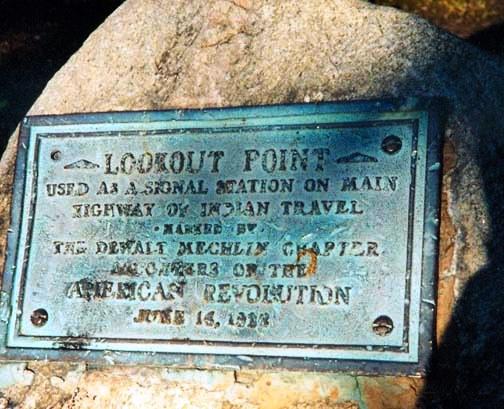 LOOKOUT POINT
USED AS A SIGNAL STATION ON MAIN
HIGHWAY OF INDIAN TRAVEL
MARKED BY
THE DEWALT MECHLIN CHAPTER
DAUGHTERS OF THE
AMERICAN REVOLUTION
JUNE 14,